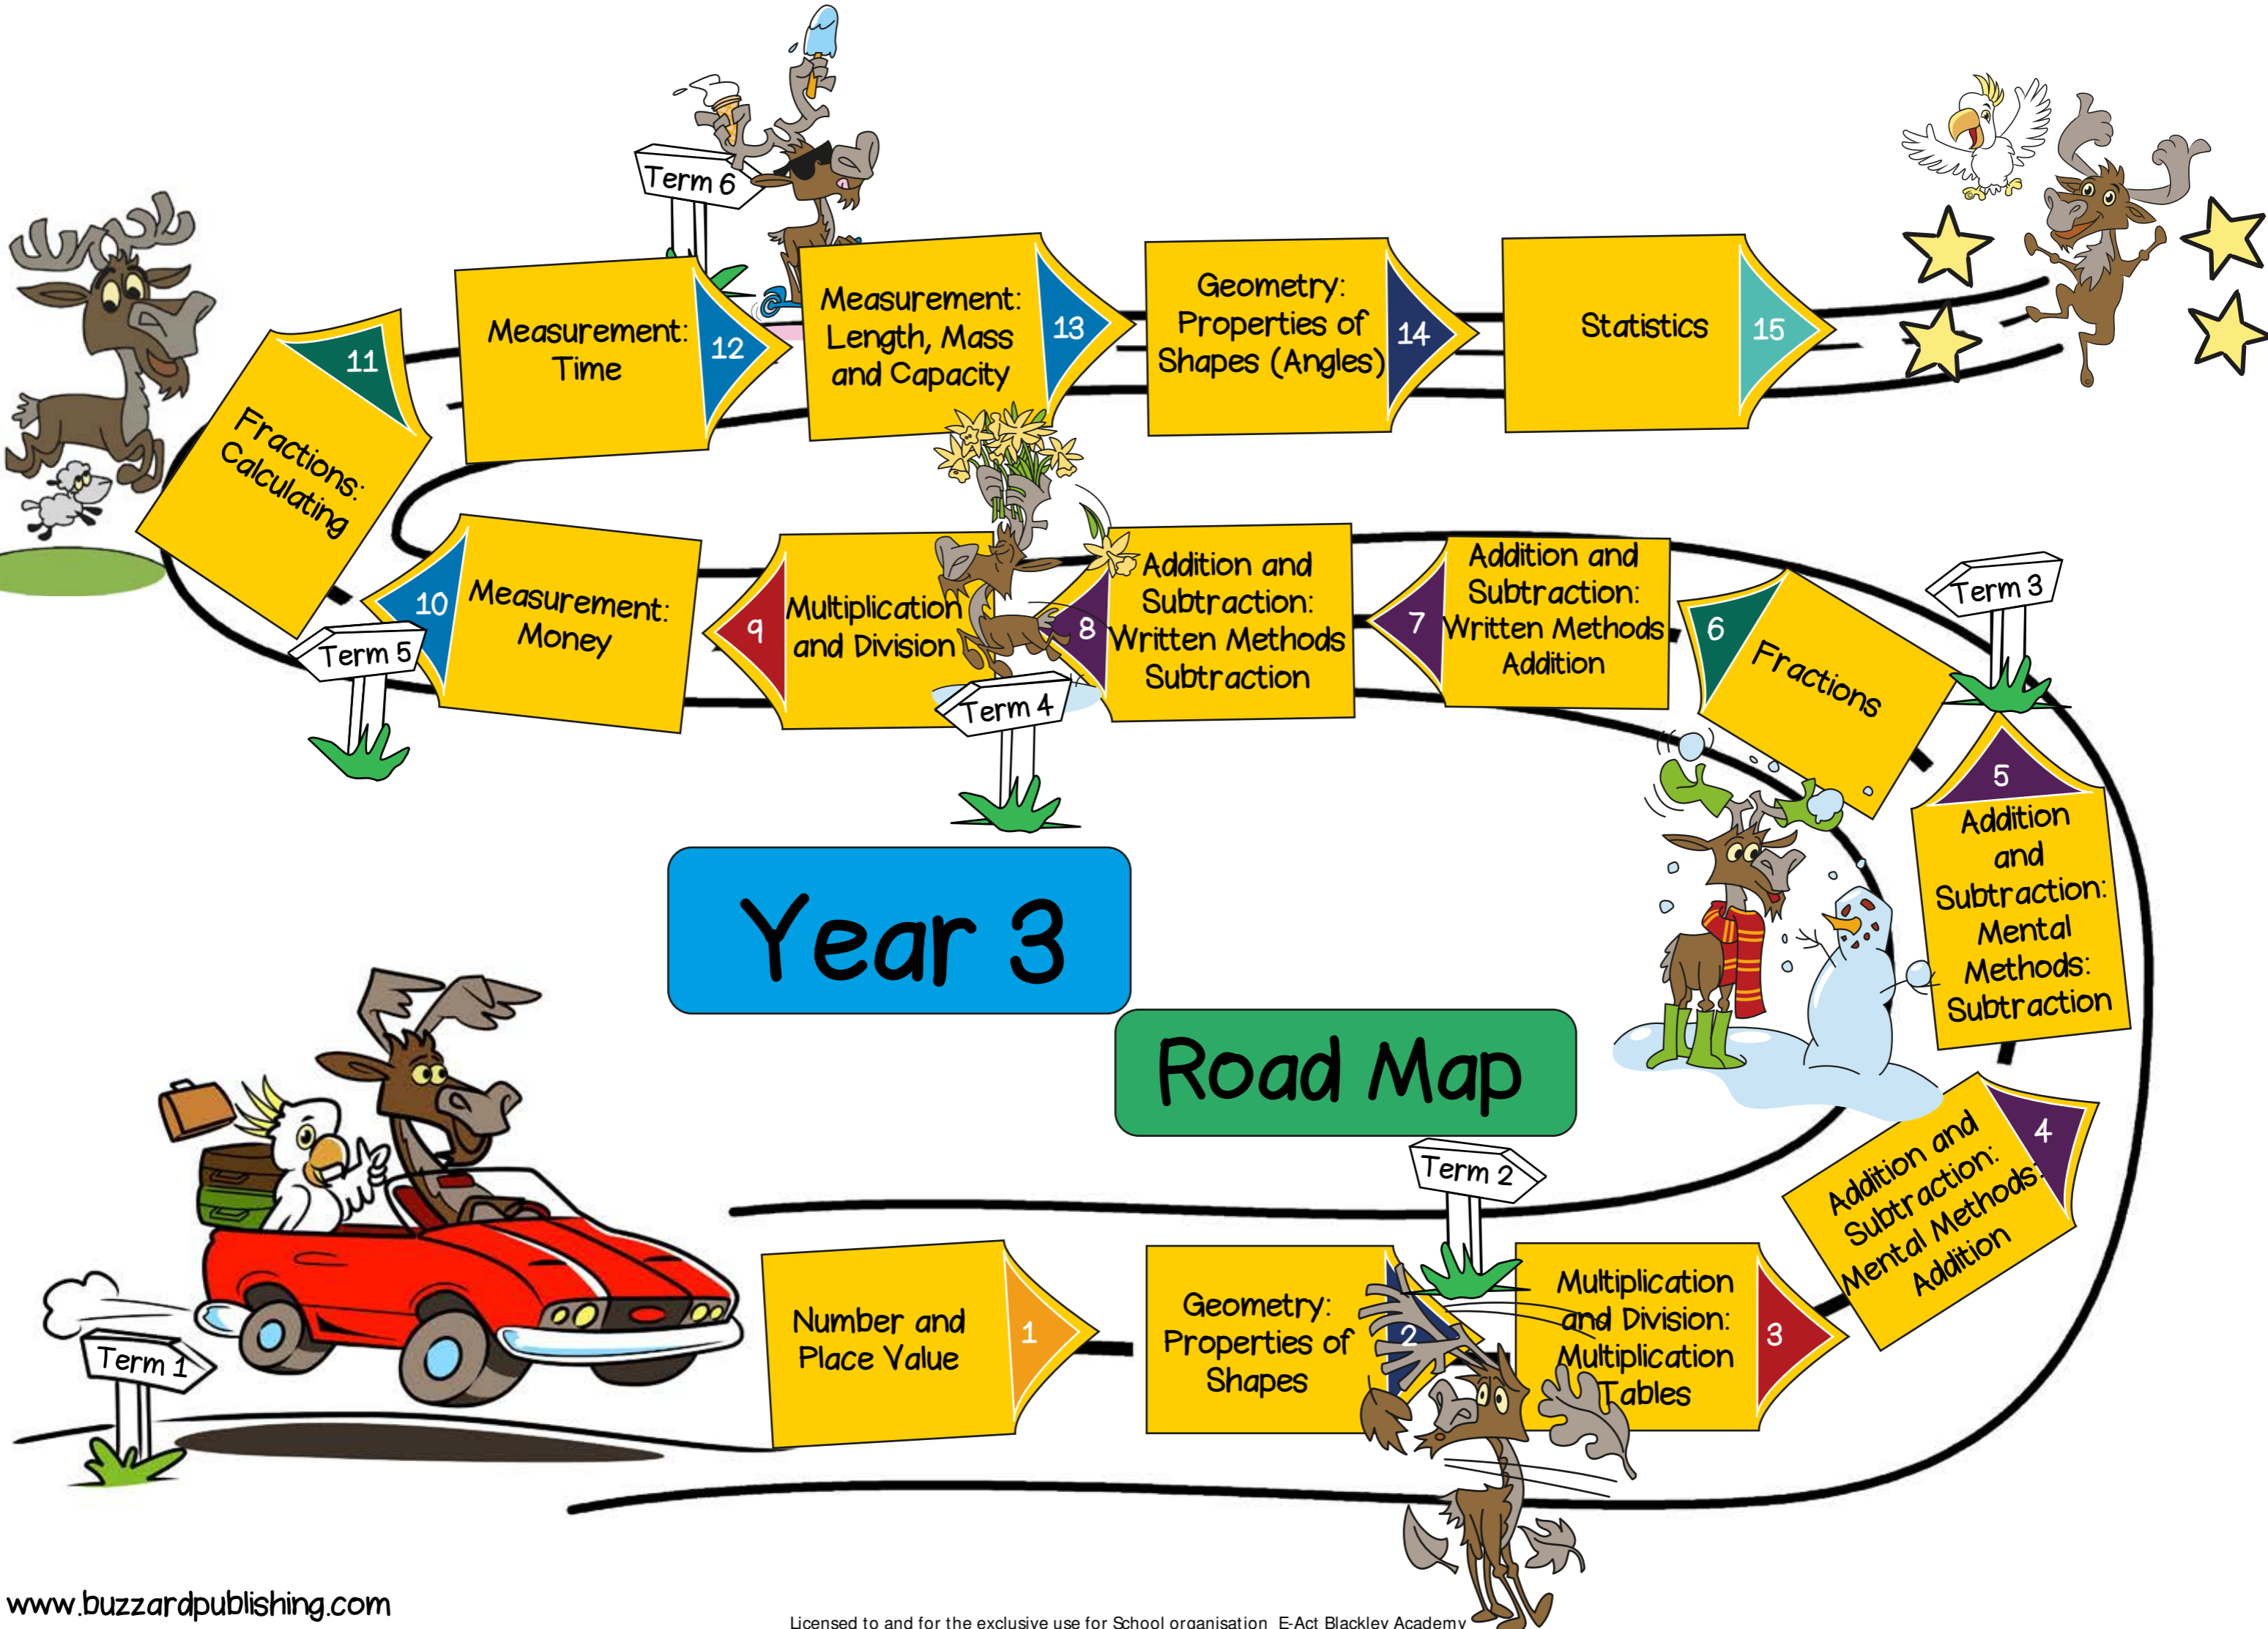 Term 6
Measurement:
Time
12
Measurement:
Length, Mass
and Capacity
13
Geometry:
Properties of
Shapes (Angles)
14
Statistics
15
11
Fractions:
Calculating
10
Measurement:
Money
Term 5
9
Multiplication
and Division
Term 4
8
Addition and
Subtraction:
Written Methods
Subtraction
7
Addition and
Subtraction:
Written Methods
Addition
6
Fractions
Term 3
5
Addition
and
Subtraction:
Mental
Methods:
Subtraction
Year 3
Road Map
4
Addition and
Subtraction:
Mental Methods:
Addition
Term 2
Term 1
Number and
Place Value
1
Geometry:
Properties of
Shapes
2
Multiplication
and Division:
Multiplication
Tables
3
www.buzzardpublishing.com
Licensed to and for the exclusive use for School organisation E-Act Blackley Academy